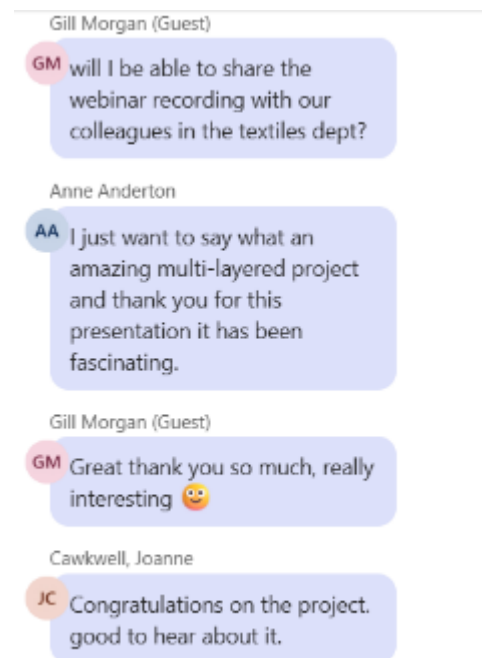 Gill Morgan (Guest)
GM
will I be able to share the
webinar recording with our
colleagues in the textiles dept?
Anne Anderton
AA
I just want to say what an
amazing multi-layered project
and thank you for this
presentation it has been
fascinating.
Gill Morgan (Guest)
GM
Great thank you so much, really
interesting 🙂
Cawkwell, Joanne
JC
Congratulations on the project.
good to hear about it.